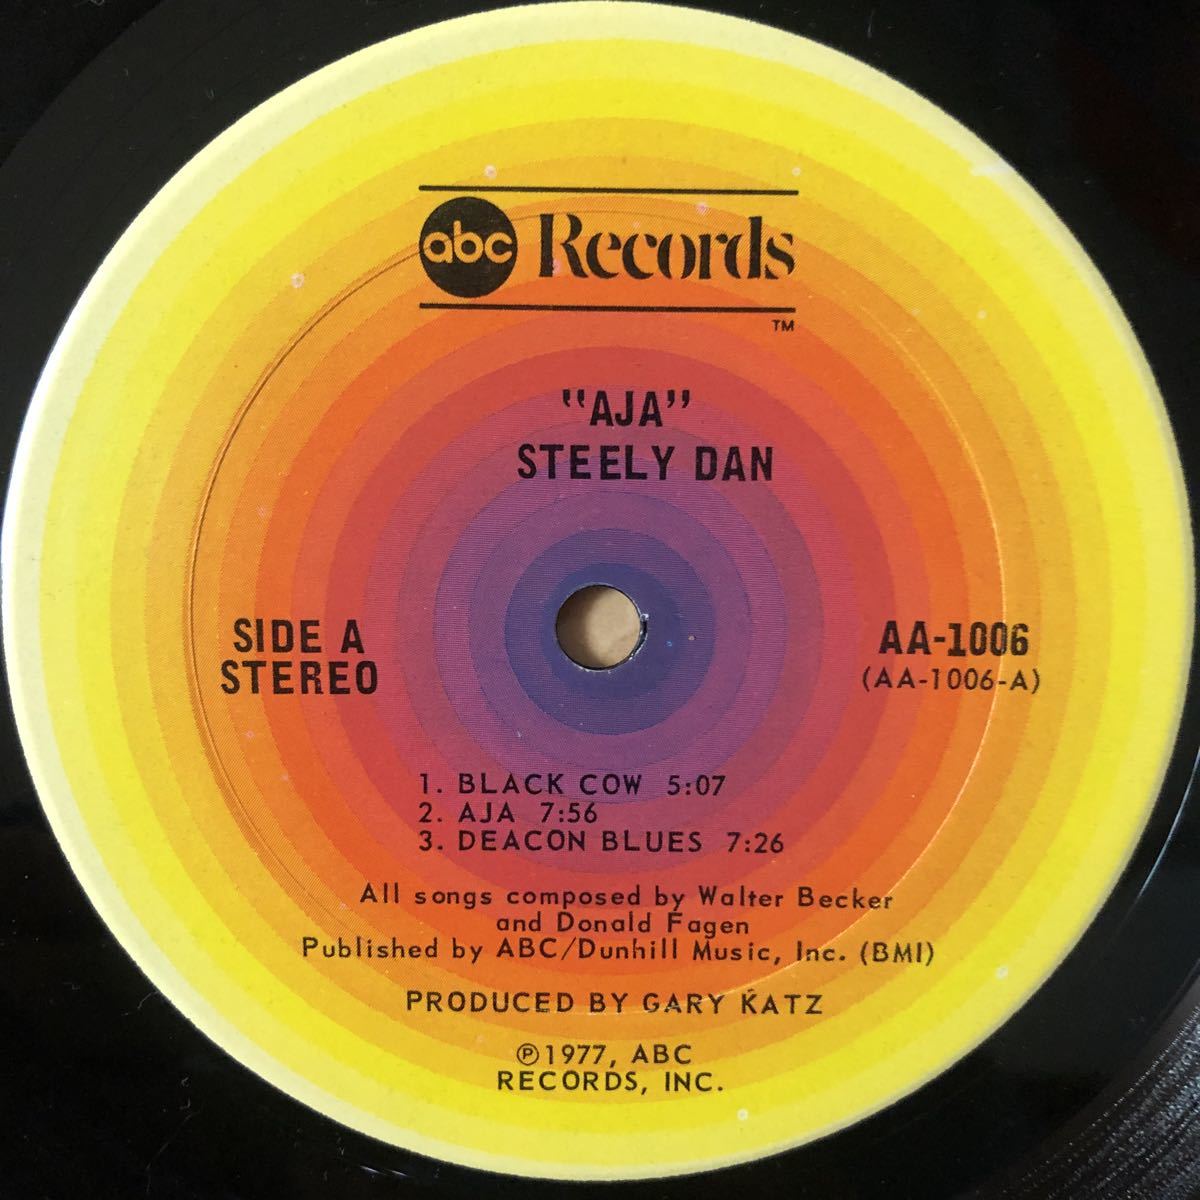 abc Records
TM
"AJA"
STEELY DAN
SIDE A
STEREO
AA-1006
(AA-1006-A)
1. BLACK COW 5:07
2. AJA 7:56
3. DEACON BLUES 7:26
All songs composed by Walter Becker
and Donald Fagen
Published by ABC/Dunhill Music, Inc. (BMI)
PRODUCED BY GARY KATZ
℗1977, ABC
RECORDS, INC.